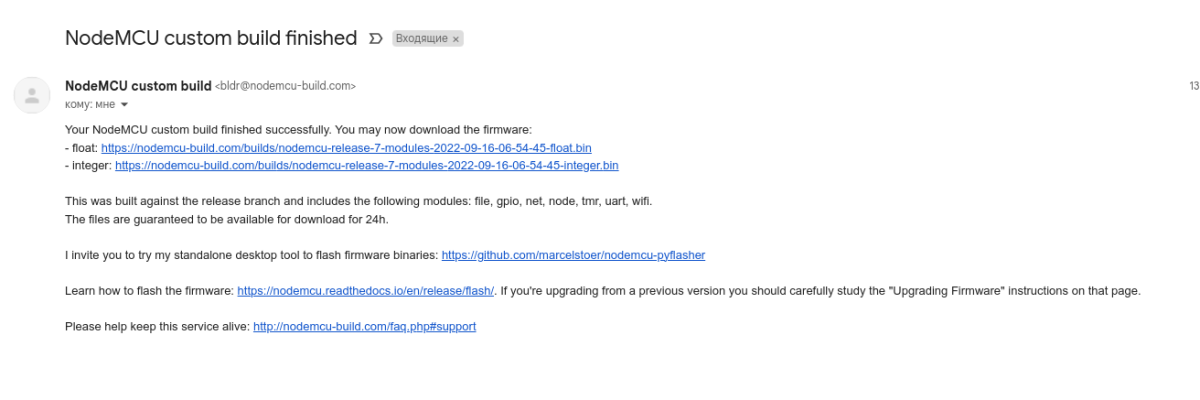 NodeMCU custom build finished Входящие ×
NodeMCU custom build <bldr@nodemcu-build.com> 13
кому: мне
Your NodeMCU custom build finished successfully. You may now download the firmware:
- float: https://nodemcu-build.com/builds/nodemcu-release-7-modules-2022-09-16-06-54-45-float.bin
- integer: https://nodemcu-build.com/builds/nodemcu-release-7-modules-2022-09-16-06-54-45-integer.bin
This was built against the release branch and includes the following modules: file, gpio, net, node, tmr, uart, wifi.
The files are guaranteed to be available for download for 24h.
I invite you to try my standalone desktop tool to flash firmware binaries: https://github.com/marcelstoer/nodemcu-pyflasher
Learn how to flash the firmware: https://nodemcu.readthedocs.io/en/release/flash/. If you're upgrading from a previous version you should carefully study the "Upgrading Firmware" instructions on that page.
Please help keep this service alive: http://nodemcu-build.com/faq.php#support